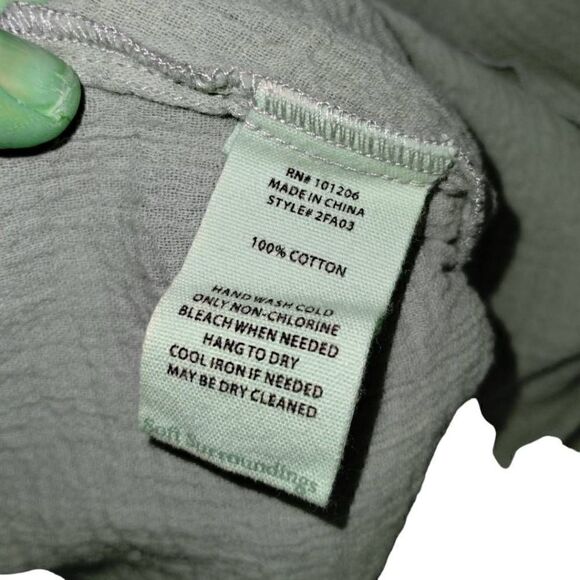 RN# 101206
MADE IN CHINA
STYLE# 2FA03
100% COTTON
HAND WASH COLD
ONLY NON-CHLORINE
BLEACH WHEN NEEDED
HANG TO DRY
COOL IRON IF NEEDED
MAY BE DRY CLEANED
Soft Surroundings